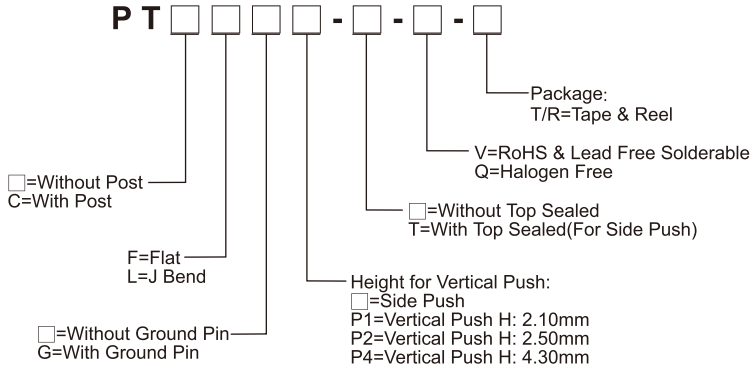 PT□□□□-□-□-□
Package:
T/R=Tape & Reel
V=RoHS & Lead Free Solderable
Q=Halogen Free
□=Without Post
C=With Post
□=Without Top Sealed
T=With Top Sealed(For Side Push)
F=Flat
L=J Bend
Height for Vertical Push:
□=Side Push
P1=Vertical Push H: 2.10mm
P2=Vertical Push H: 2.50mm
P4=Vertical Push H: 4.30mm
□=Without Ground Pin
G=With Ground Pin